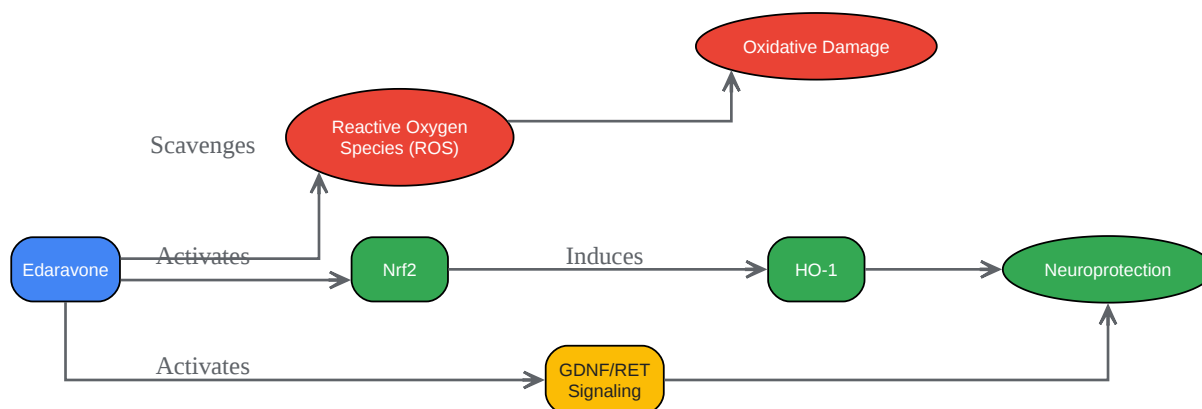 Oxidative Damage
Reactive Oxygen
Species (ROS)
Scavenges
Edaravone
Activates
Nrf2
Induces
HO-1
Neuroprotection
Activates
GDNF/RET
Signaling